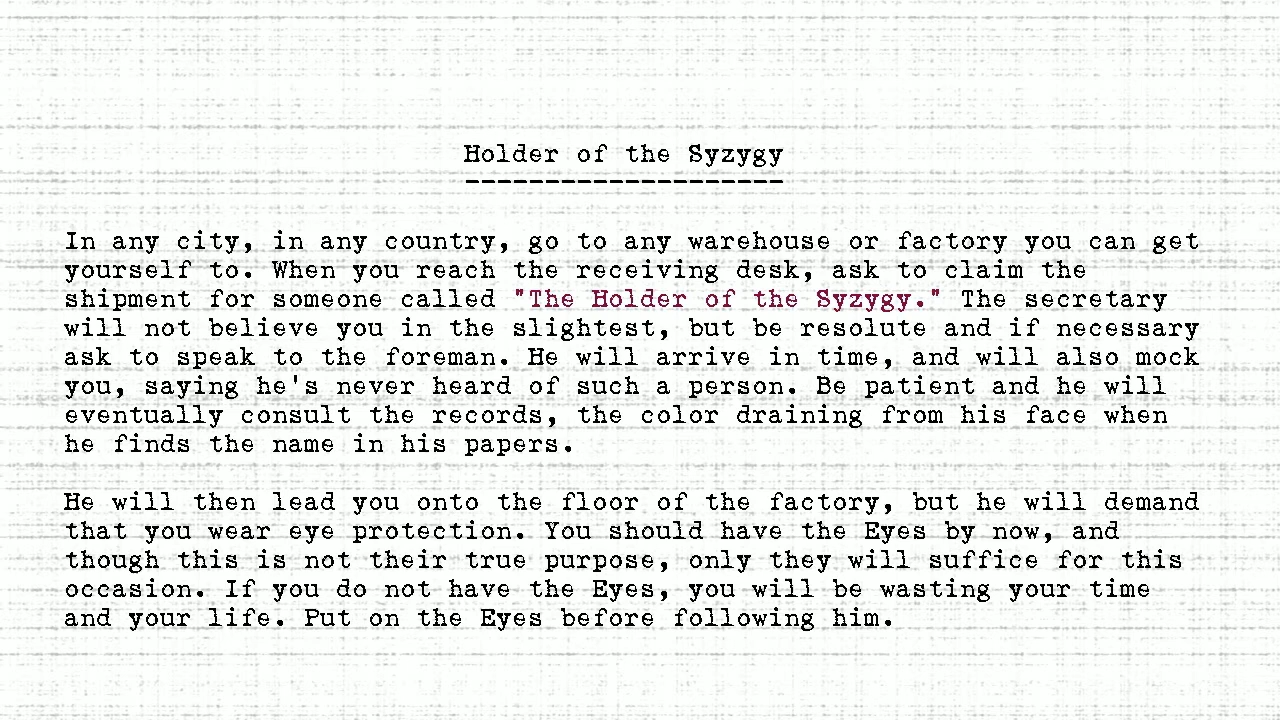 Holder of the Syzygy
--------------------
In any city, in any country, go to any warehouse or factory you can get
yourself to. When you reach the receiving desk, ask to claim the
shipment for someone called "The Holder of the Syzygy." The secretary
will not believe you in the slightest, but be resolute and if necessary
ask to speak to the foreman. He will arrive in time, and will also mock
you, saying he's never heard of such a person. Be patient and he will
eventually consult the records, the color draining from his face when
he finds the name in his papers.
He will then lead you onto the floor of the factory, but he will demand
that you wear eye protection. You should have the Eyes by now, and
though this is not their true purpose, only they will suffice for this
occasion. If you do not have the Eyes, you will be wasting your time
and your life. Put on the Eyes before following him.